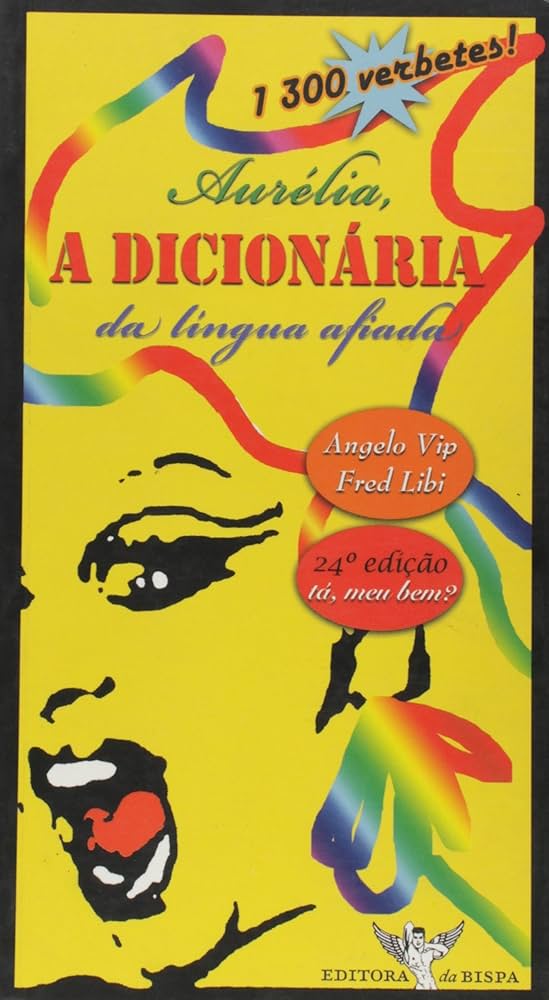 1 300 verbetes!
Aurélia,
A DICIONÁRIA
da língua afiada
Angelo Vip
Fred Libi
24º edição
tá, meu bem?
EDITORA da BISPA